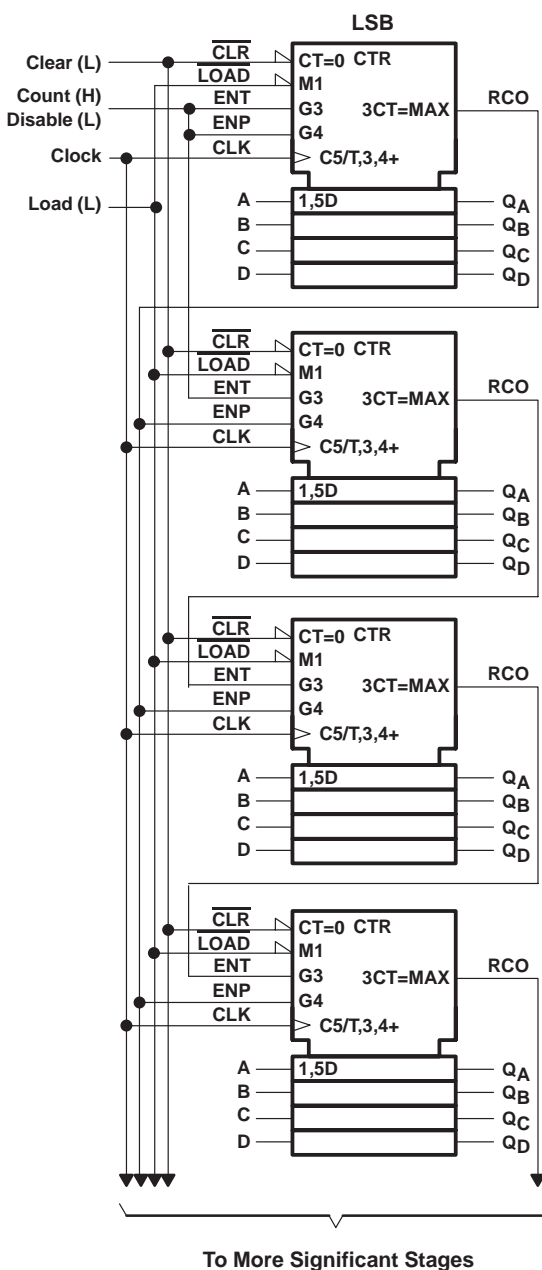 LSB
Clear (L)
Count (H)
Disable (L)
Clock
Load (L)
CLR
LOAD
ENT
ENP
CLK
CT=0 CTR
M1
G3
3CT=MAX
G4
C5/T,3,4+
RCO
A
1,5D
QA
B
QB
C
QC
D
QD
CLR
LOAD
ENT
ENP
CLK
CT=0 CTR
M1
G3
3CT=MAX
G4
C5/T,3,4+
RCO
A
1,5D
QA
B
QB
C
QC
D
QD
CLR
LOAD
ENT
ENP
CLK
CT=0 CTR
M1
G3
3CT=MAX
G4
C5/T,3,4+
RCO
A
1,5D
QA
B
QB
C
QC
D
QD
CLR
LOAD
ENT
ENP
CLK
CT=0 CTR
M1
G3
3CT=MAX
G4
C5/T,3,4+
RCO
A
1,5D
QA
B
QB
C
QC
D
QD
To More Significant Stages